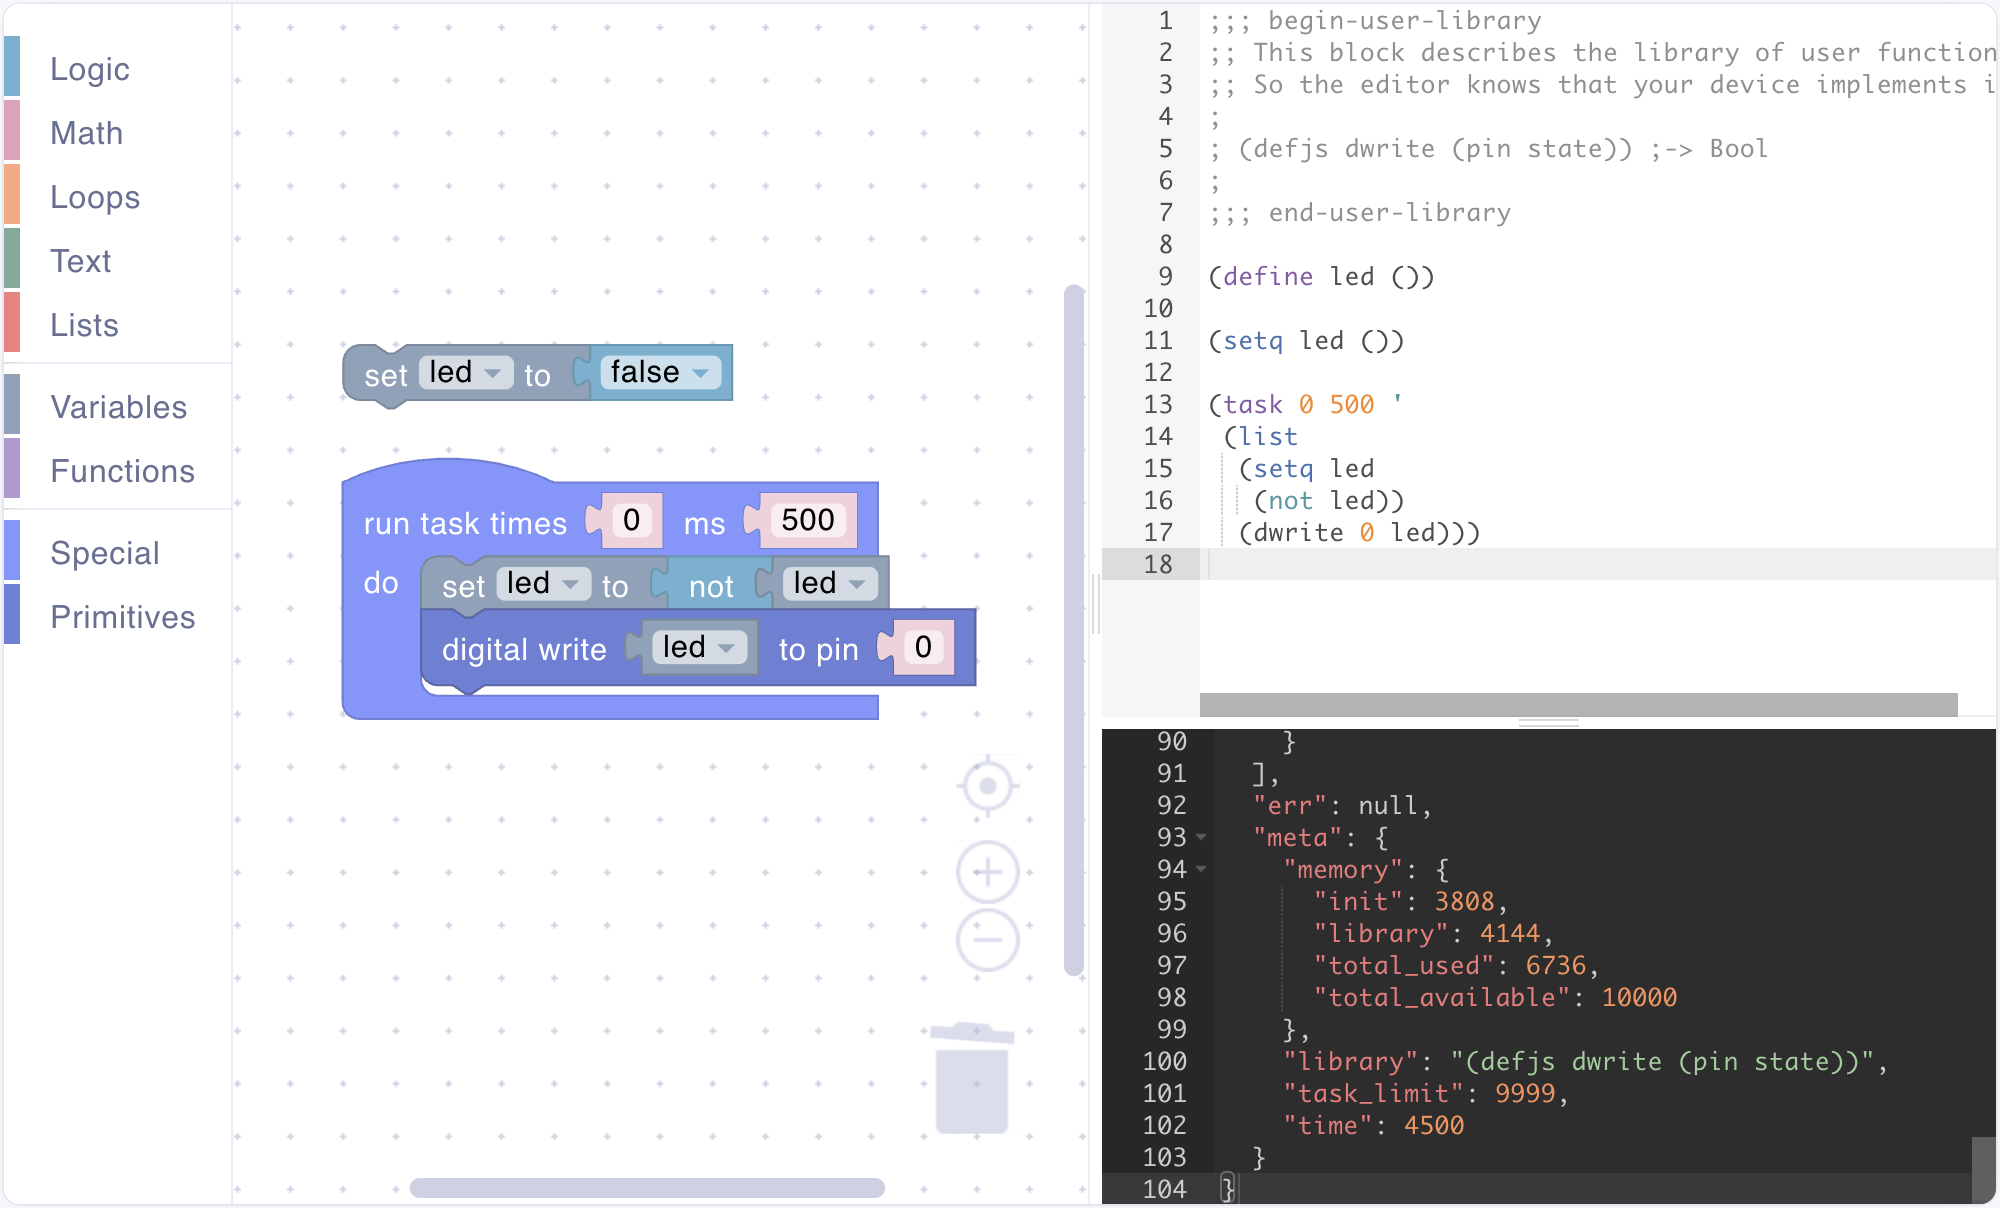 Logic
Math
Loops
Text
Lists
Variables
Functions
Special
Primitives
set led to false
run task times 0 ms 500
do set led to not led
digital write led to pin 0
1 ;;; begin-user-library
2 ;; This block describes the library of user function
3 ;; So the editor knows that your device implements i
4 ;
5 ; (defjs dwrite (pin state)) ;-> Bool
6 ;
7 ;;; end-user-library
8
9 (define led ())
10
11 (setq led ())
12
13 (task 0 500 '
14 (list
15 (setq led
16 (not led))
17 (dwrite 0 led)))
18
90 }
91 ],
92 "err": null,
93 "meta": {
94 "memory": {
95 "init": 3808,
96 "library": 4144,
97 "total_used": 6736,
98 "total_available": 10000
99 },
100 "library": "(defjs dwrite (pin state))",
101 "task_limit": 9999,
102 "time": 4500
103 }
104 }